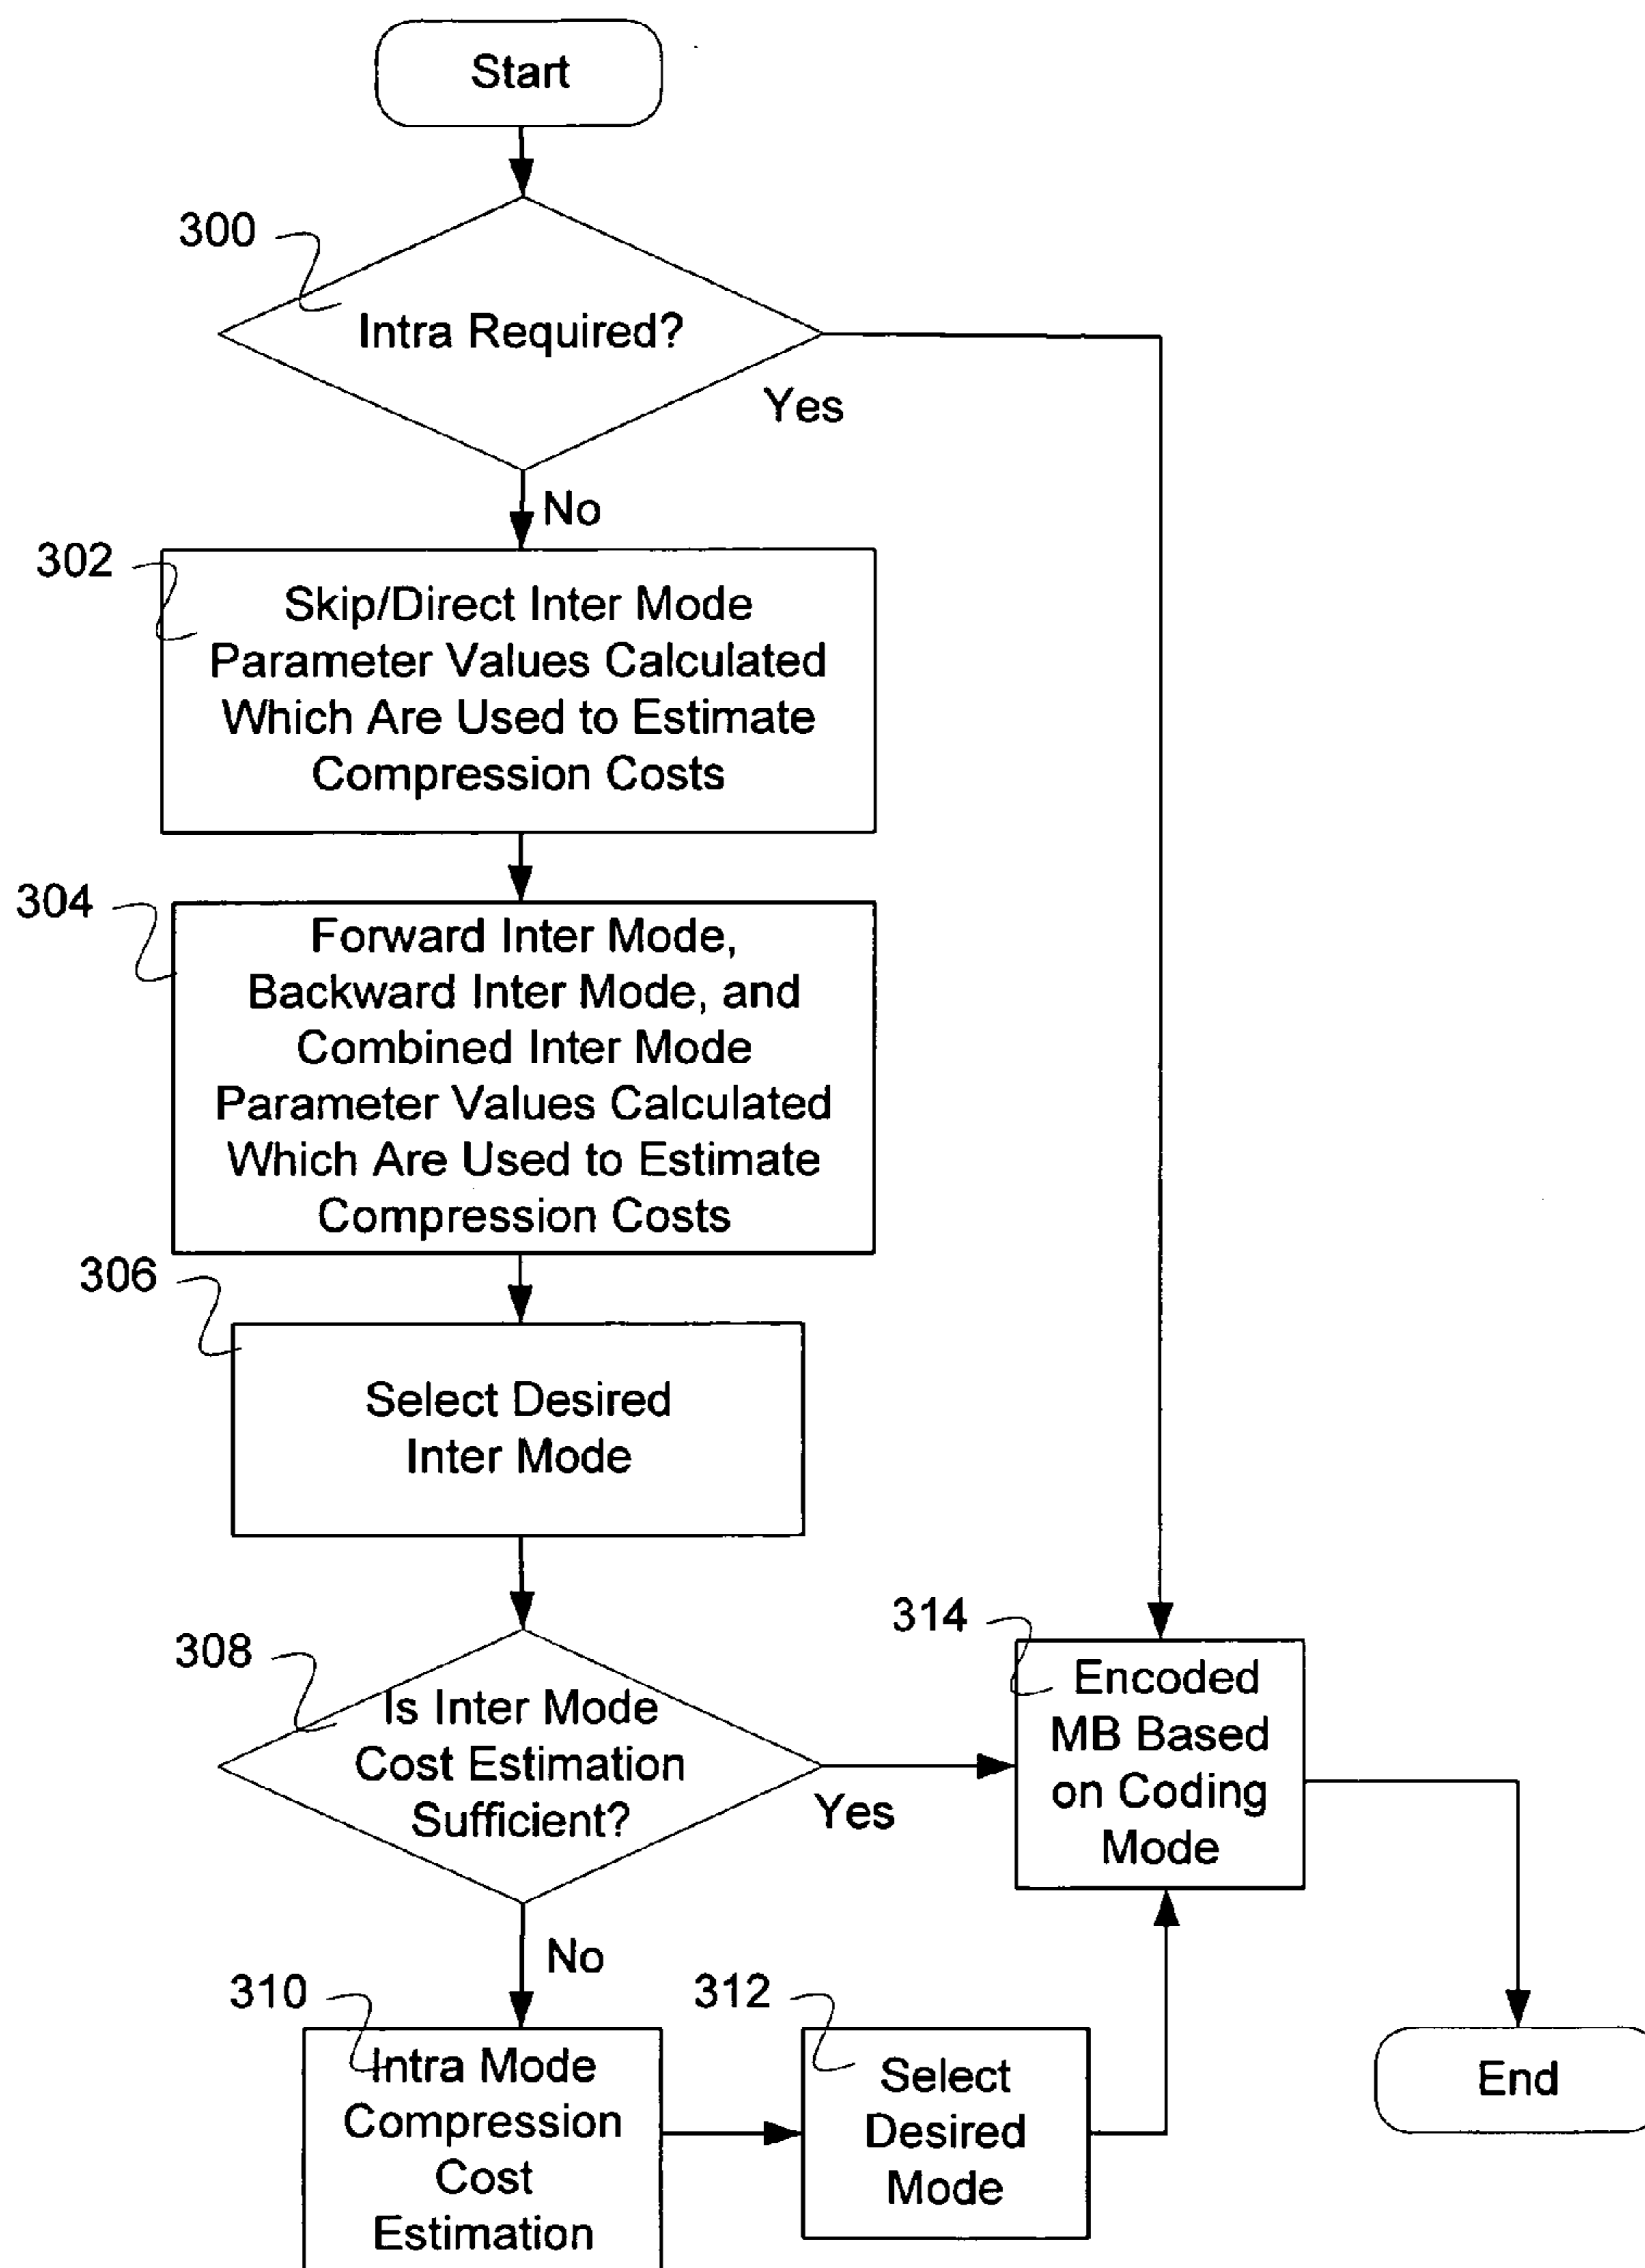 Start
300
Intra Required?
Yes
No
302
Skip/Direct Inter Mode
Parameter Values Calculated
Which Are Used to Estimate
Compression Costs
304
Forward Inter Mode,
Backward Inter Mode, and
Combined Inter Mode
Parameter Values Calculated
Which Are Used to Estimate
Compression Costs
306
Select Desired
Inter Mode
308
Is Inter Mode
Cost Estimation
Sufficient?
Yes
No
314
Encoded
MB Based
on Coding
Mode
310
Intra Mode
Compression
Cost
Estimation
312
Select
Desired
Mode
End